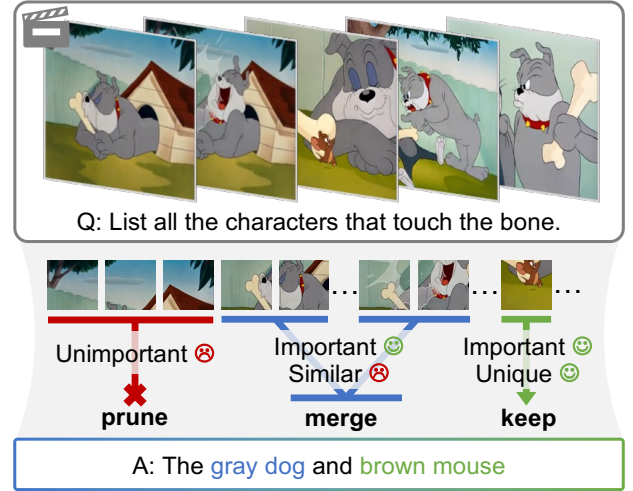 Q: List all the characters that touch the bone.
... ... ...
Unimportant
Important
Similar
Important
Unique
prune
merge
keep
A: The gray dog and brown mouse